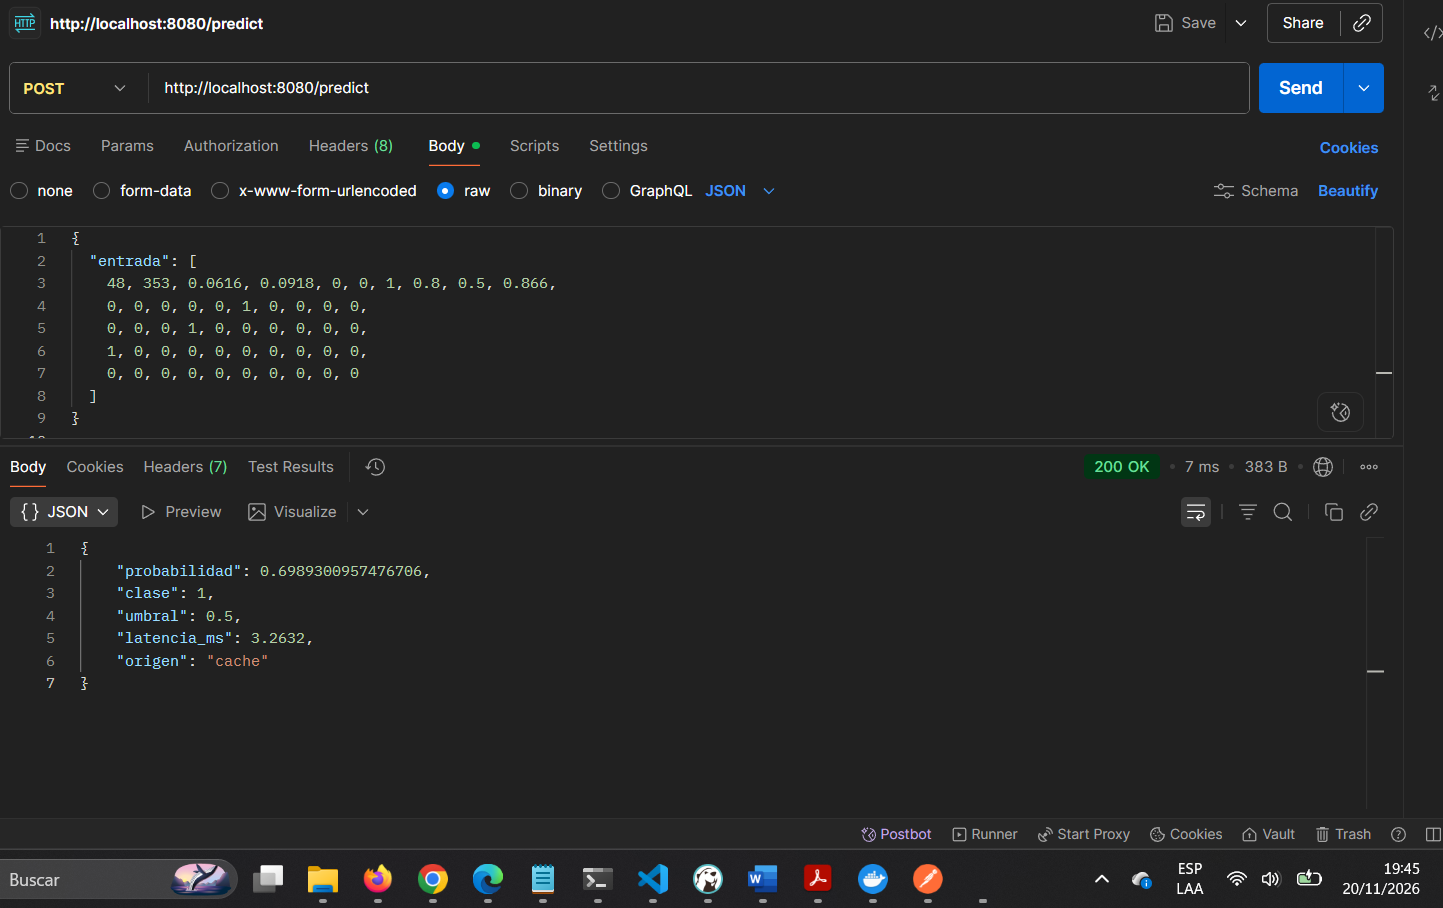 HTTP http://localhost:8080/predict Save Share
POST http://localhost:8080/predict Send
Docs Params Authorization Headers (8) Body Scripts Settings Cookies
none form-data x-www-form-urlencoded raw binary GraphQL JSON Schema Beautify
1 {
2 "entrada": [
3 48, 353, 0.0616, 0.0918, 0, 0, 1, 0.8, 0.5, 0.866,
4 0, 0, 0, 0, 0, 1, 0, 0, 0, 0,
5 0, 0, 0, 1, 0, 0, 0, 0, 0, 0,
6 1, 0, 0, 0, 0, 0, 0, 0, 0, 0,
7 0, 0, 0, 0, 0, 0, 0, 0, 0, 0
8 ]
9 }
10
Body Cookies Headers (7) Test Results 200 OK • 7 ms • 383 B •
{} JSON Preview Visualize
1 {
2 "probabilidad": 0.6989300957476706,
3 "clase": 1,
4 "umbral": 0.5,
5 "latencia_ms": 3.2632,
6 "origen": "cache"
7 }
Postbot Runner Start Proxy Cookies Vault Trash
Buscar ESP LAA 19:45 20/11/2026